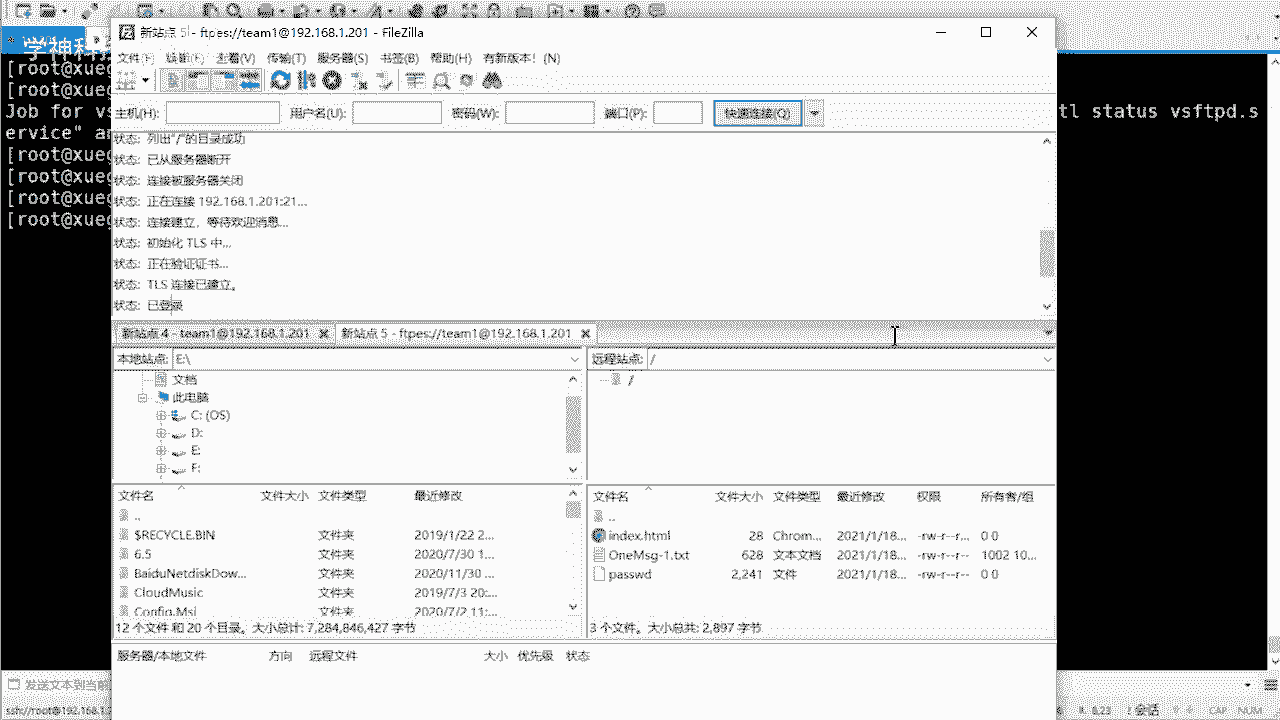 新站点 5 - ftpes://team1@192.168.1.201 - FileZilla
文件(F) 编辑(E) 查看(V) 传输(T) 服务器(S) 书签(B) 帮助(H) 有新版本! (N)
主机(H): 用户名(U): 密码(W): 端口(P): 快速连接(Q)
[root@xueg
[root@xueg
Job for vs
tl status vsftpd.s
ervice" an
[root@xueg
[root@xueg
[root@xueg
[root@xueg
状态: 列出"/"的目录成功
状态: 已从服务器断开
状态: 连接被服务器关闭
状态: 正在连接 192.168.1.201:21...
状态: 连接建立，等待欢迎消息...
状态: 初始化 TLS 中...
状态: 正在验证证书...
状态: TLS 连接已建立。
状态: 已登录
新站点 4 - team1@192.168.1.201 新站点 5 - ftpes://team1@192.168.1.201
本地站点: E:\
文档
此电脑
C: (OS)
D:
E:
F:
远程站点: /
/
文件名 文件大小 文件类型 最近修改
..
$RECYCLE.BIN 文件夹 2019/1/22 2...
6.5 文件夹 2020/7/30 1...
BaiduNetdiskDow... 文件夹 2020/11/30 ...
CloudMusic 文件夹 2019/7/3 20:...
Config.Msi 文件夹 2020/7/2 11:...
12 个文件 和 20 个目录。大小总计: 7,284,846,427 字节
文件名 文件大小 文件类型 最近修改 权限 所有者/组
..
index.html 28 Chrom... 2021/1/18... -rw-r--r... 0 0
OneMsg-1.txt 628 文本文档 2021/1/18... -rw-r--r-- 1002 10...
passwd 2,241 文件 2021/1/18... -rw-r--r-- 0 0
3 个文件。大小总共: 2,897 字节
服务器/本地文件 方向 远程文件 大小 优先级 状态
发送文本到当前
ssh://root@192.168.1.2
8,23 1 会话 CAP NUM